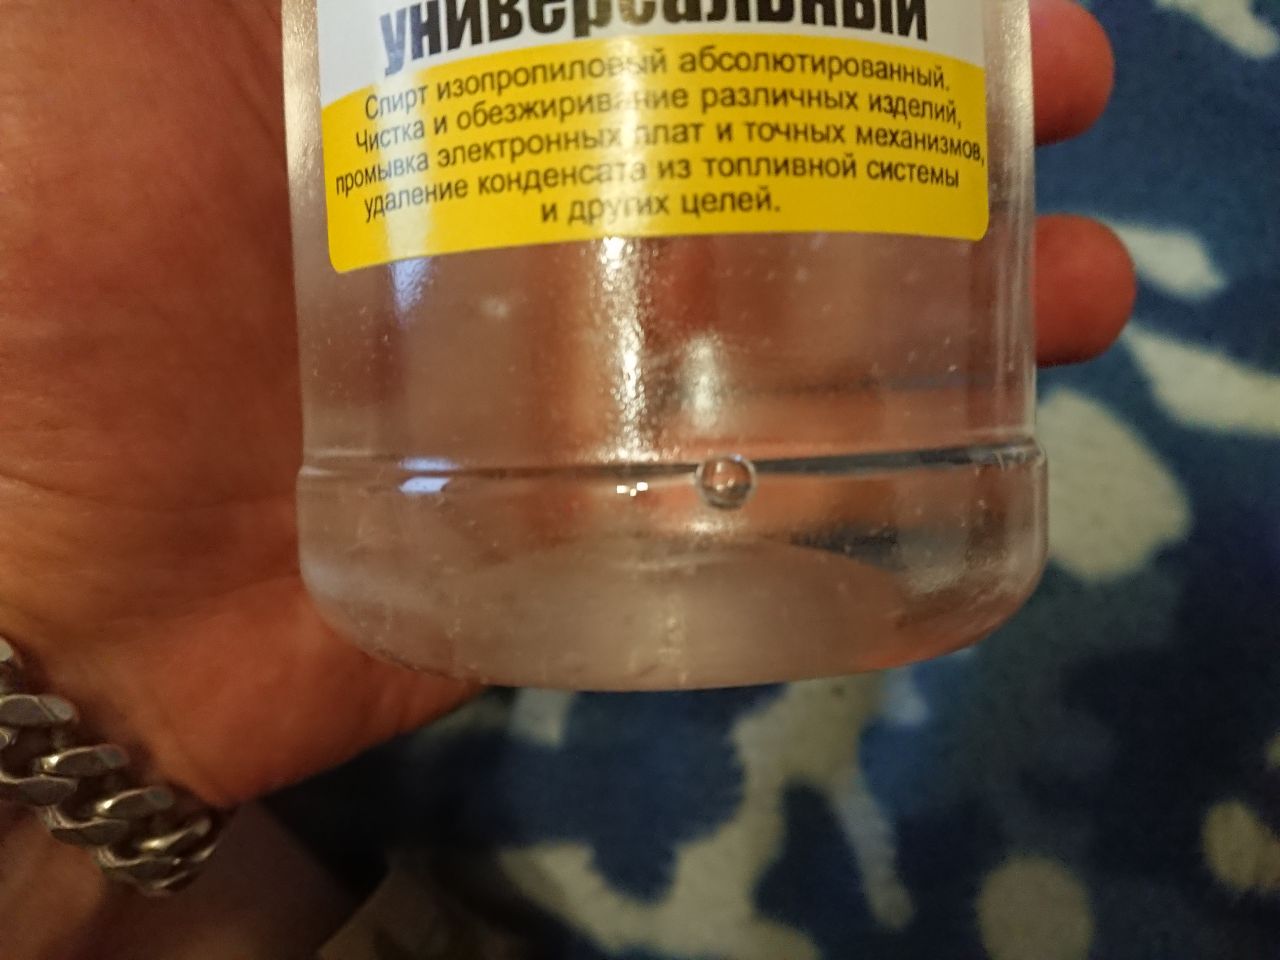 универсальный
Спирт изопропиловый абсолютированный.
Чистка и обезжиривание различных изделий,
промывка электронных плат и точных механизмов,
удаление конденсата из топливной системы
и других целей.